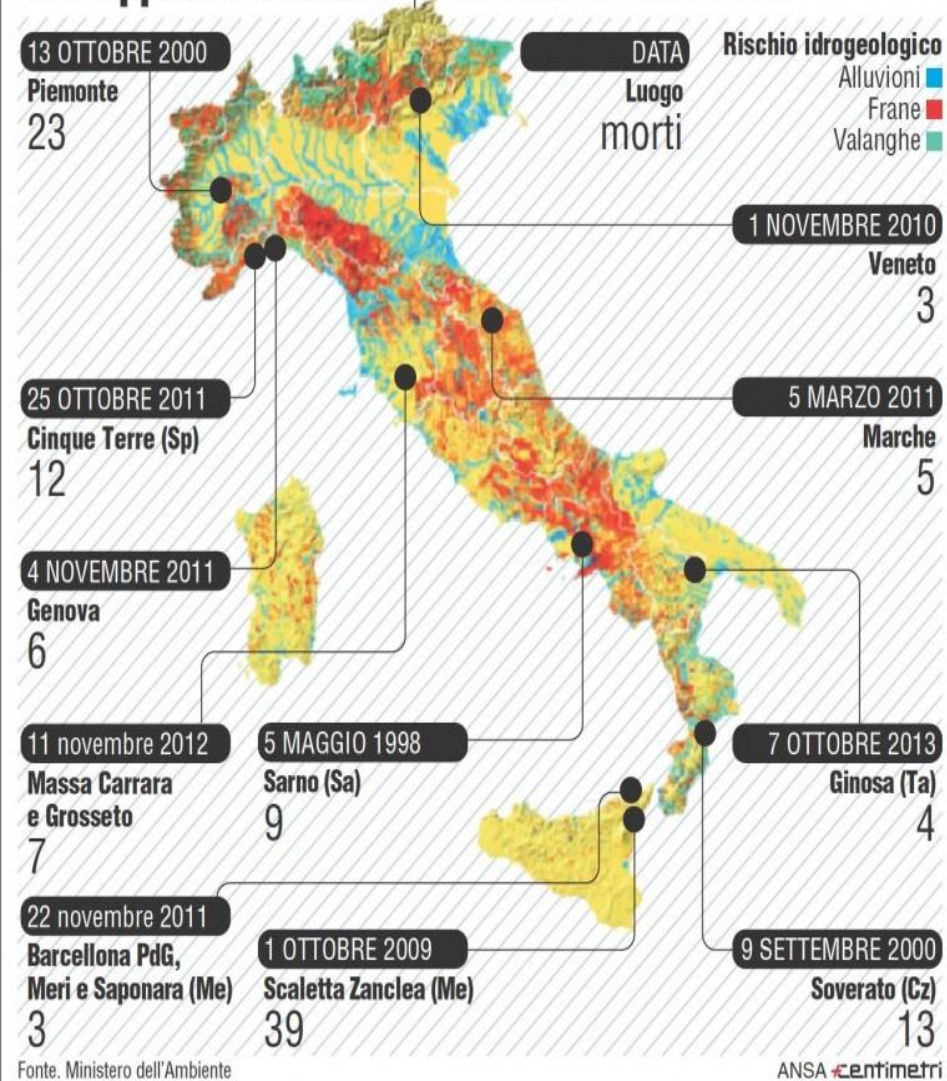 13 OTTOBRE 2000
Piemonte
23
DATA
Luogo
morti
Rischio idrogeologico
Alluvioni
Frane
Valanghe
1 NOVEMBRE 2010
Veneto
3
25 OTTOBRE 2011
Cinque Terre (Sp)
12
5 MARZO 2011
Marche
5
4 NOVEMBRE 2011
Genova
6
11 novembre 2012
Massa Carrara
e Grosseto
7
5 MAGGIO 1998
Sarno (Sa)
9
7 OTTOBRE 2013
Ginosa (Ta)
4
22 novembre 2011
Barcellona PdG,
Meri e Saponara (Me)
3
1 OTTOBRE 2009
Scaletta Zanclea (Me)
39
9 SETTEMBRE 2000
Soverato (Cz)
13
Fonte. Ministero dell'Ambiente
ANSA centimetri